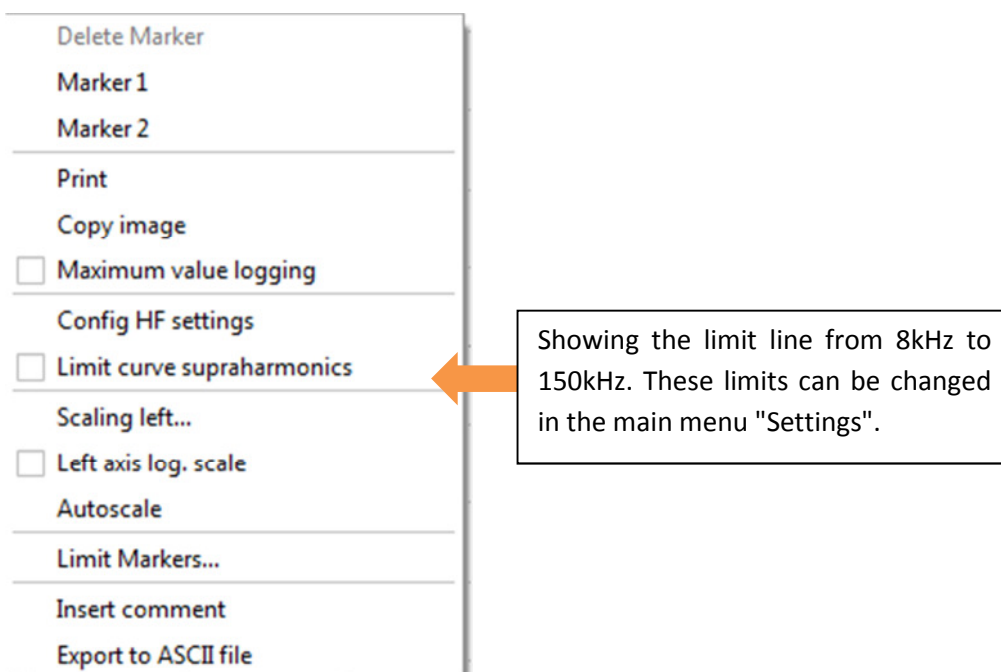 Delete Marker
Marker 1
Marker 2
Print
Copy image
Maximum value logging
Config HF settings
Limit curve supraharmonics
Scaling left...
Left axis log. scale
Autoscale
Limit Markers...
Insert comment
Export to ASCII file
Showing the limit line from 8kHz to
150kHz. These limits can be changed
in the main menu "Settings".